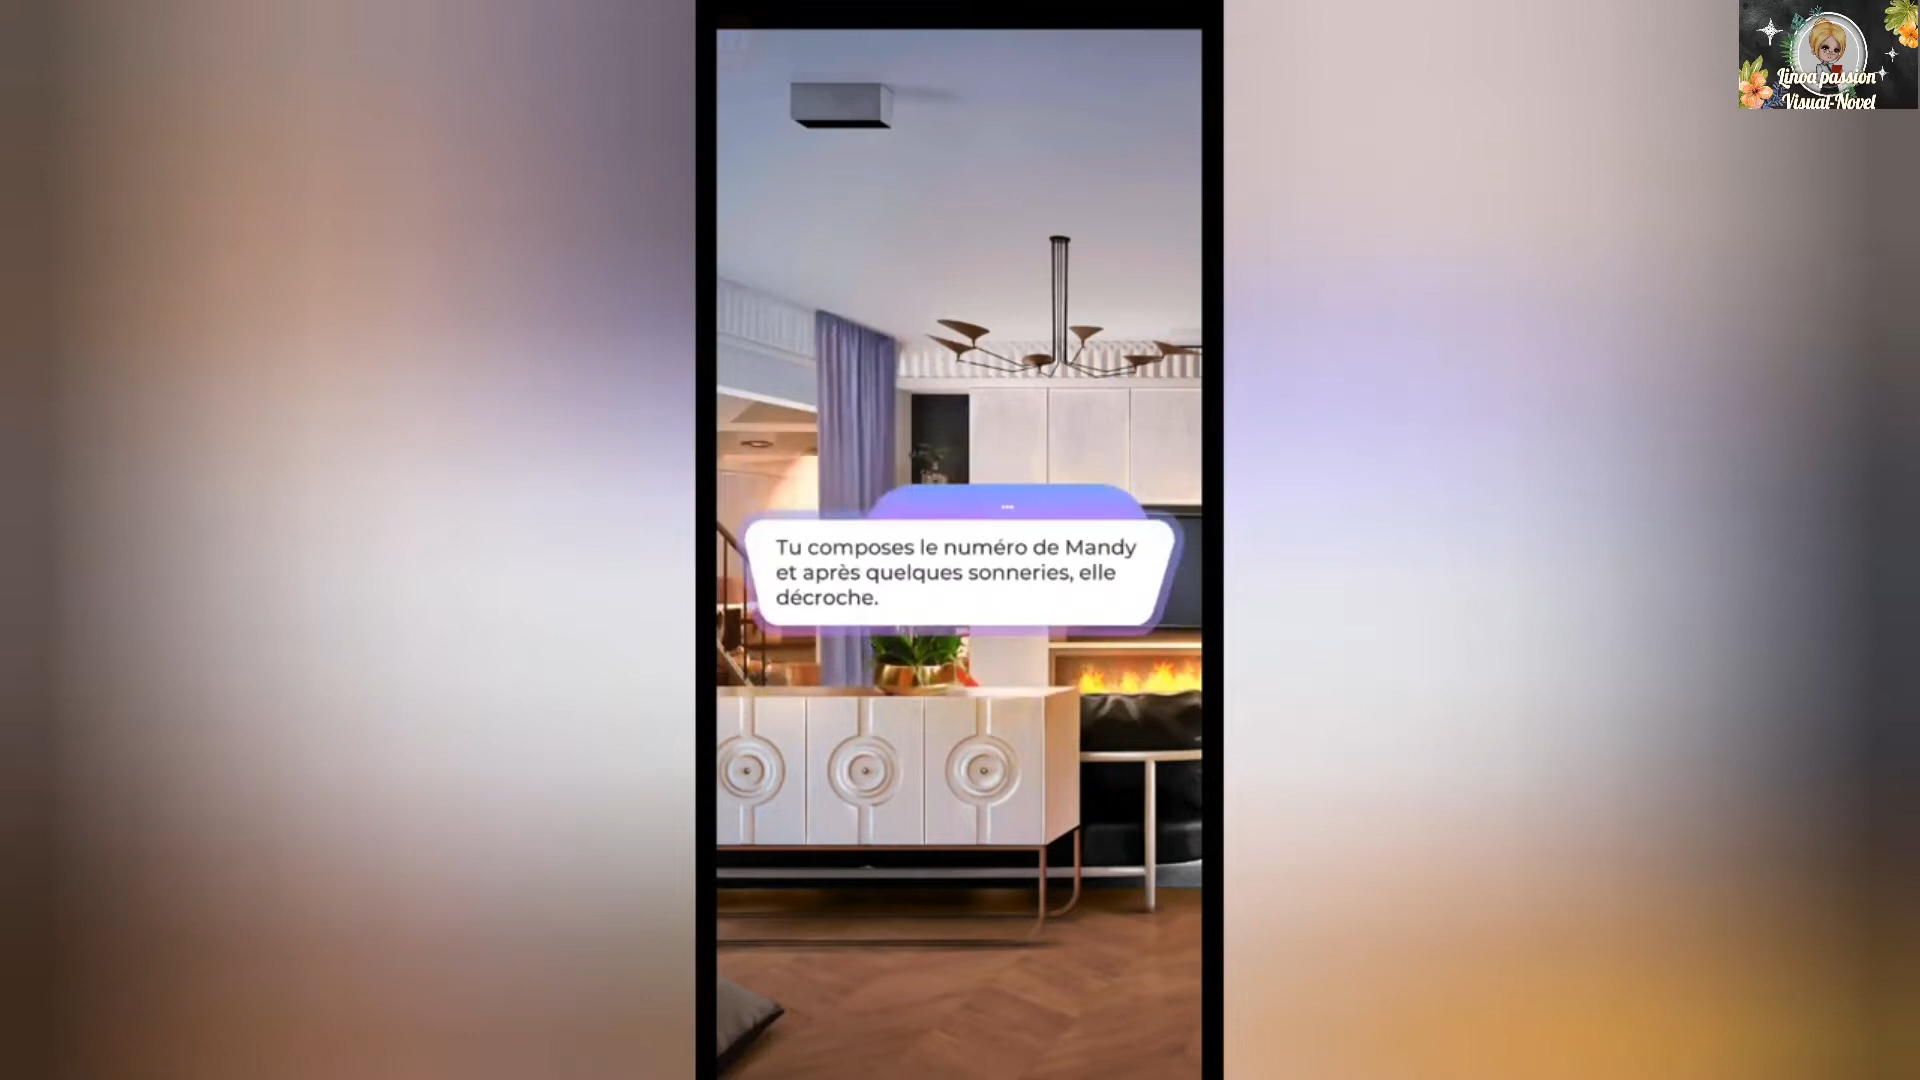 Linoa passion
Visual-Novel
...
Tu composes le numéro de Mandy
et après quelques sonneries, elle
décroche.